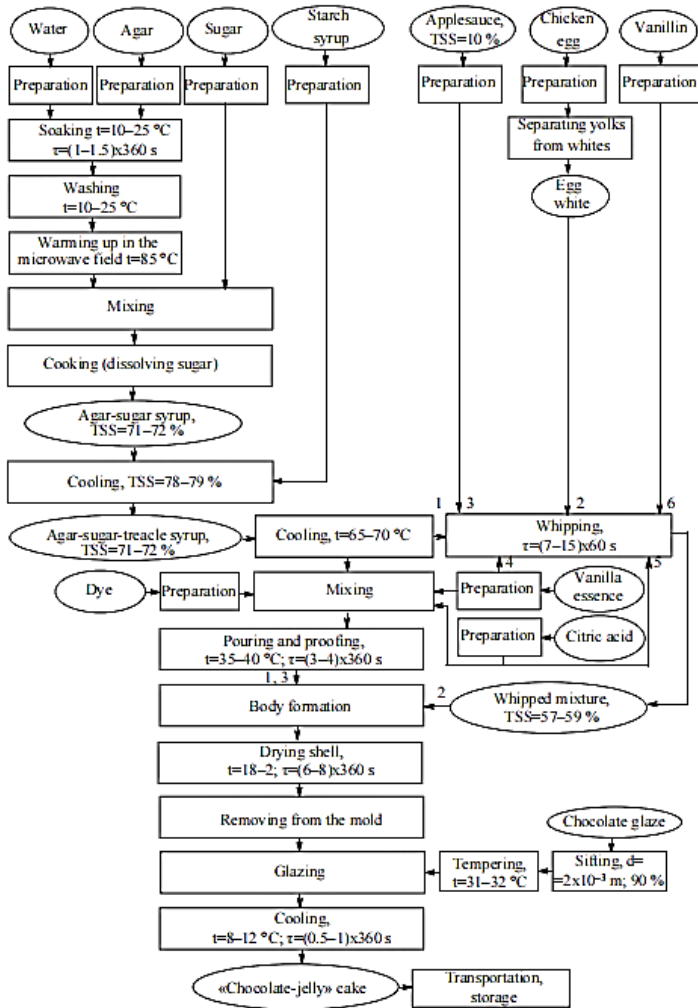 Water
Agar
Sugar
Starch
syrup
Applesauce,
TSS=10 %
Chicken
egg
Vanillin
Preparation
Preparation
Preparation
Preparation
Preparation
Preparation
Preparation
Soaking t=10–25 °C
τ=(1–1.5)x360 s
Separating yolks
from whites
Washing
t=10–25 °C
Egg
white
Warming up in the
microwave field t=85 °C
Mixing
Cooking (dissolving sugar)
Agar-sugar syrup,
TSS=71–72 %
Cooling, TSS=78–79 %
1
3
2
6
Agar-sugar-treacle syrup,
TSS=71–72 %
Cooling, t=65–70 °C
Whipping,
τ=(7–15)x60 s
4
5
Dye
Preparation
Mixing
Preparation
Vanilla
essence
Preparation
Citric acid
Pouring and proofing,
t=35–40 °C; τ=(3–4)x360 s
1, 3
Body formation
2
Whipped mixture,
TSS=57–59 %
Drying shell,
t=18–2; τ=(6–8)x360 s
Removing from the mold
Chocolate glaze
Glazing
Tempering,
t=31–32 °C
Sifting, d=
=2x10⁻³ m; 90 %
Cooling,
t=8–12 °C; τ=(0.5–1)x360 s
«Chocolate-jelly» cake
Transportation,
storage